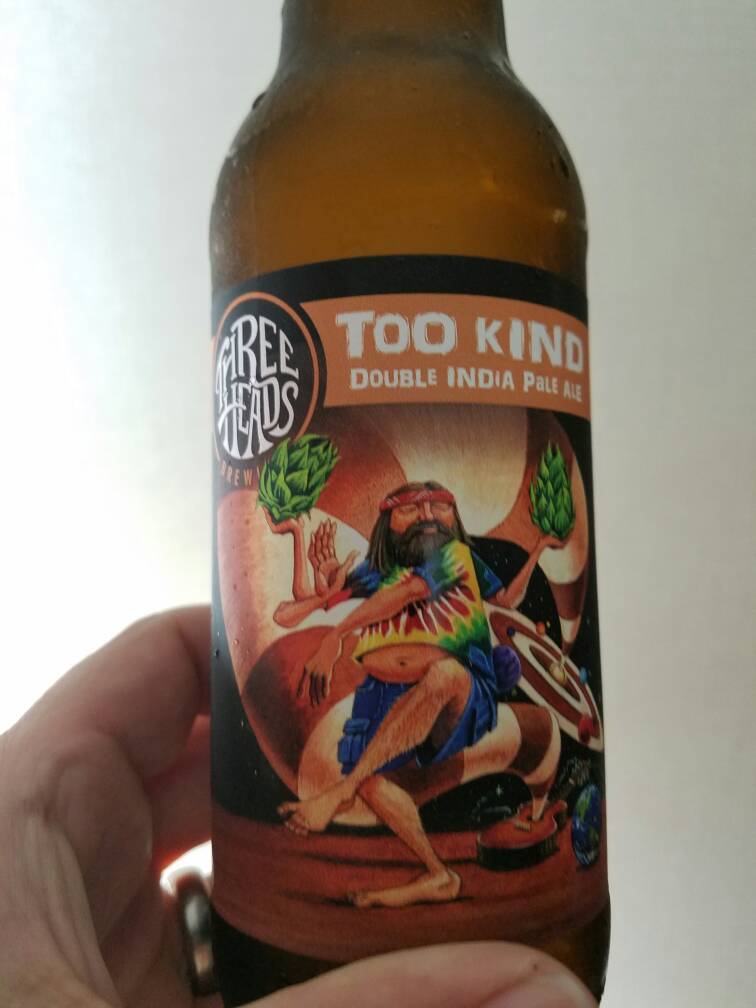 THREE
HEADS
BREW
TOO KIND
DOUBLE INDiA PaLE ALE